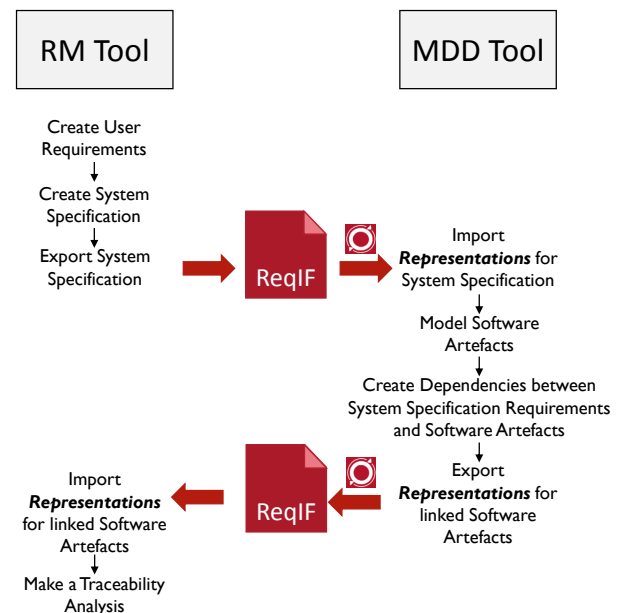 RM Tool
MDD Tool
Create User
Requirements
Create System
Specification
Export System
Specification
ReqIF
Import
Representations for
System Specification
Model Software
Artefacts
Create Dependencies between
System Specification Requirements
and Software Artefacts
Export
Representations for
linked Software
Artefacts
ReqIF
Import
Representations
for linked Software
Artefacts
Make a Traceability
Analysis